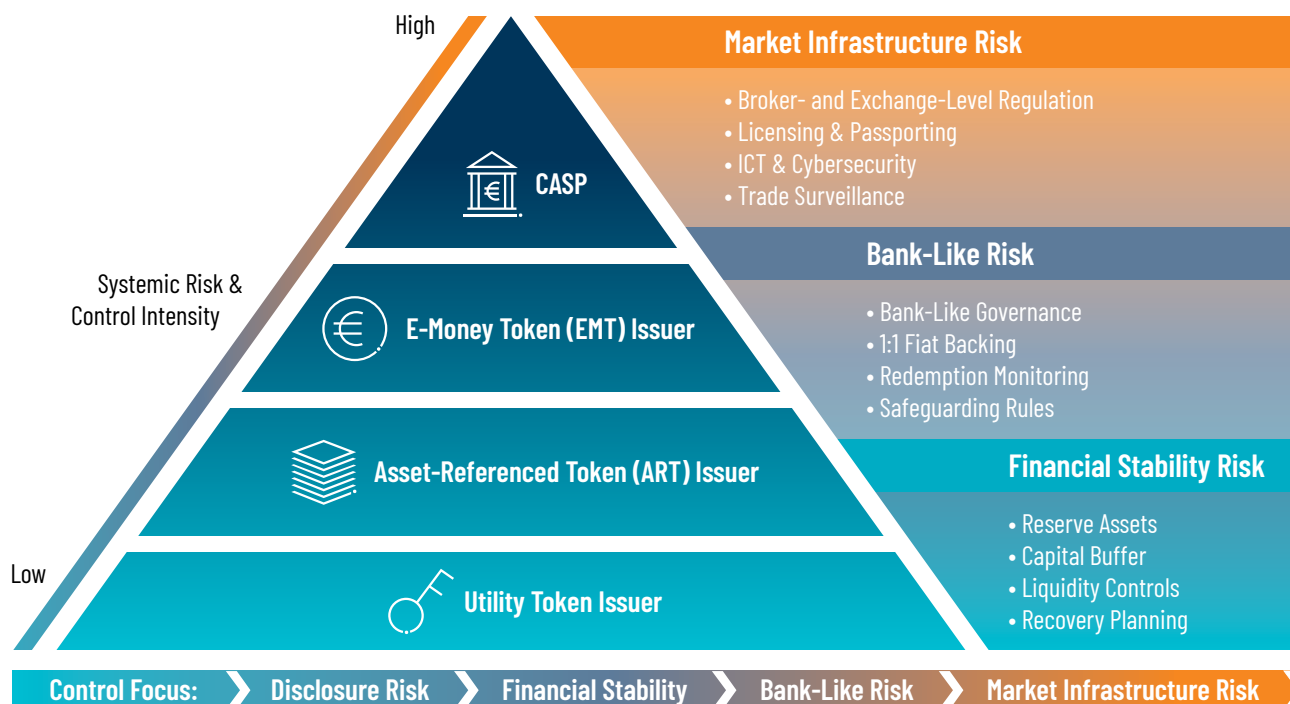 High
Market Infrastructure Risk
• Broker- and Exchange-Level Regulation
• Licensing & Passporting
• ICT & Cybersecurity
• Trade Surveillance
€
CASP
Bank-Like Risk
• Bank-Like Governance
• 1:1 Fiat Backing
• Redemption Monitoring
• Safeguarding Rules
Systemic Risk &
Control Intensity
€
E-Money Token (EMT) Issuer
Financial Stability Risk
• Reserve Assets
• Capital Buffer
• Liquidity Controls
• Recovery Planning
Asset-Referenced Token (ART) Issuer
Low
Utility Token Issuer
Control Focus:
Disclosure Risk
Financial Stability
Bank-Like Risk
Market Infrastructure Risk